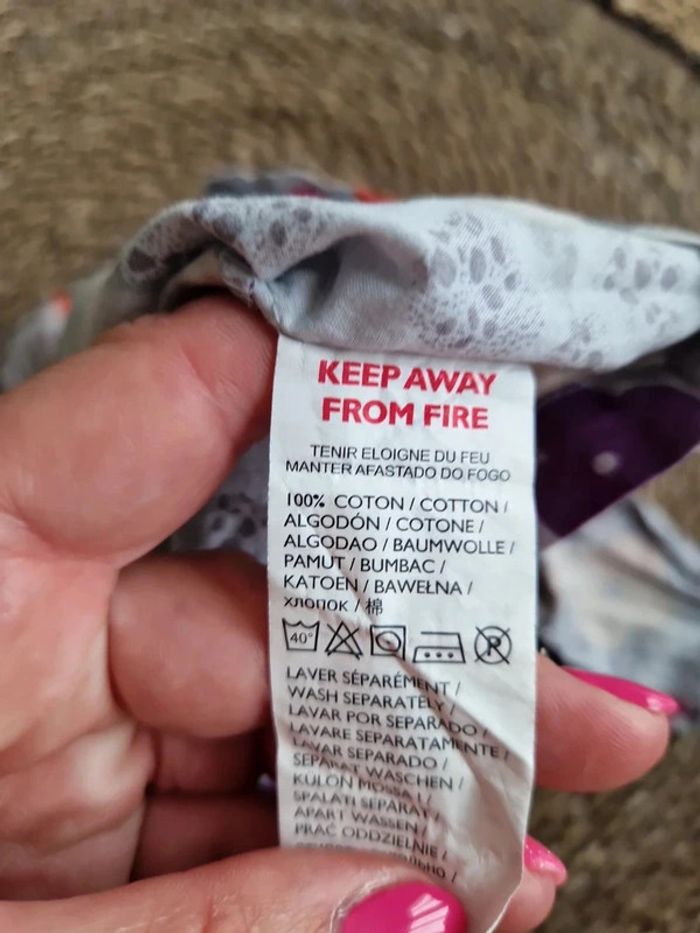 KEEP AWAY
FROM FIRE
TENIR ELOIGNE DU FEU
MANTER AFASTADO DO FOGO
100% COTON / COTTON /
ALGODÓN / COTONE /
ALGODAO / BAUMWOLLE /
PAMUT / BUMBAC /
KATOEN / BAWEŁNA /
ХЛОПОК / 棉
40° P
LAVER SÉPARÉMENT /
WASH SEPARATELY /
LAVAR POR SEPARADO /
LAVARE SEPARATAMENTE /
LAVAR SEPARADO /
SEPARAT WASCHEN /
KÜLÖN MOSSA /
SPALATI SEPARAT /
APART WASSEN /
PRAĆ ODDZIELNIE /